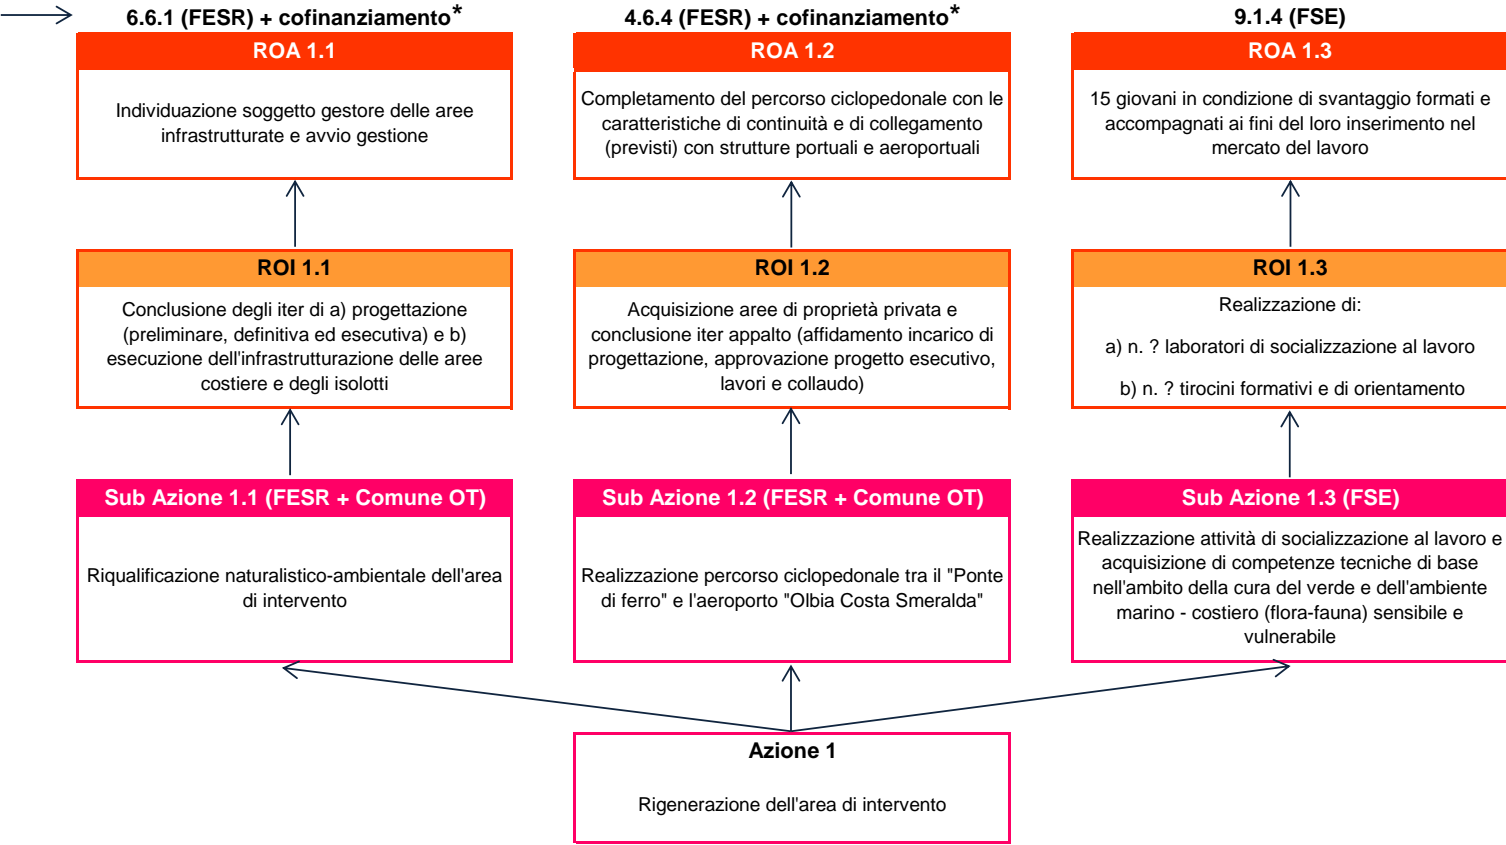 6.6.1 (FESR) + cofinanziamento*
4.6.4 (FESR) + cofinanziamento*
9.1.4 (FSE)
ROA 1.1
Individuazione soggetto gestore delle aree
infrastrutturate e avvio gestione
ROA 1.2
Completamento del percorso ciclopedonale con le
caratteristiche di continuità e di collegamento
(previsti) con strutture portuali e aeroportuali
ROA 1.3
15 giovani in condizione di svantaggio formati e
accompagnati ai fini del loro inserimento nel
mercato del lavoro
ROI 1.1
Conclusione degli iter di a) progettazione
(preliminare, definitiva ed esecutiva) e b)
esecuzione dell'infrastrutturazione delle aree
costiere e degli isolotti
ROI 1.2
Acquisizione aree di proprietà privata e
conclusione iter appalto (affidamento incarico di
progettazione, approvazione progetto esecutivo,
lavori e collaudo)
ROI 1.3
Realizzazione di:
a) n. ? laboratori di socializzazione al lavoro
b) n. ? tirocini formativi e di orientamento
Sub Azione 1.1 (FESR + Comune OT)
Riqualificazione naturalistico-ambientale dell'area
di intervento
Sub Azione 1.2 (FESR + Comune OT)
Realizzazione percorso ciclopedonale tra il "Ponte
di ferro" e l'aeroporto "Olbia Costa Smeralda"
Sub Azione 1.3 (FSE)
Realizzazione attività di socializzazione al lavoro e
acquisizione di competenze tecniche di base
nell'ambito della cura del verde e dell'ambiente
marino - costiero (flora-fauna) sensibile e
vulnerabile
Azione 1
Rigenerazione dell'area di intervento